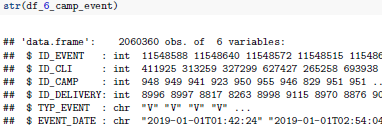 str(df_6_camp_event)
## 'data.frame': 2060360 obs. of 6 variables:
## $ ID_EVENT : int 11548588 11548640 11548572 11548515 115486
## $ ID_CLI : int 411925 313259 327299 627427 265258 693938
## $ ID_CAMP : int 948 949 941 923 950 955 946 829 951 951 ..
## $ ID_DELIVERY: int 8996 8997 8817 8263 8998 9115 8970 8876 90
## $ TYP_EVENT : chr "V" "V" "V" "V" ...
## $ EVENT_DATE : chr "2019-01-01T01:42:24" "2019-01-01T02:54:04